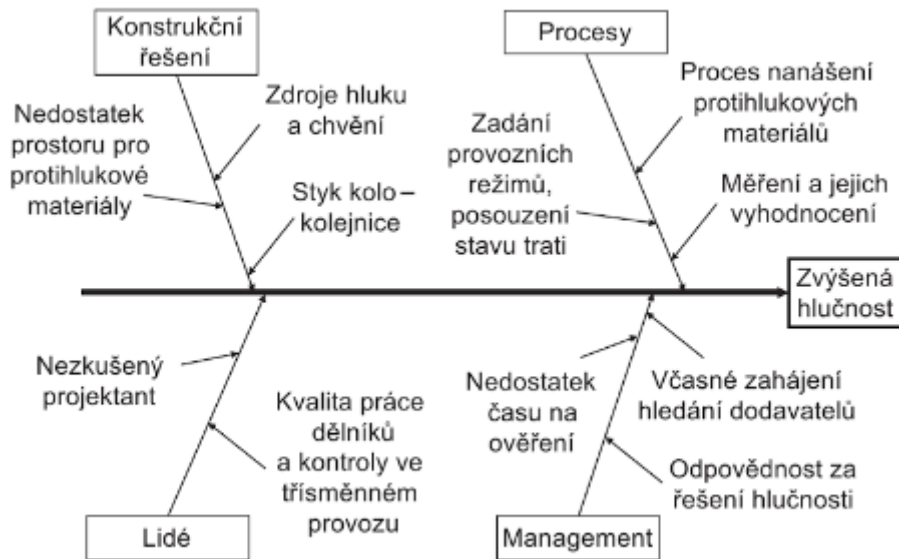 Konstrukční
řešení
Nedostatek
prostoru pro
protihlukové
materiály
Zdroje hluku
a chvění
Styk kolo –
kolejnice
Procesy
Zadání
provozních
režimů,
posouzení
stavu trati
Proces nanášení
protihlukových
materiálů
Měření a jejich
vyhodnocení
Zvýšená
hlučnost
Nezkušený
projektant
Kvalita práce
dělníků
a kontroly ve
třísměnném
provozu
Lidé
Nedostatek
času na
ověření
Včasné zahájení
hledání dodavatelů
Odpovědnost za
řešení hlučnosti
Management